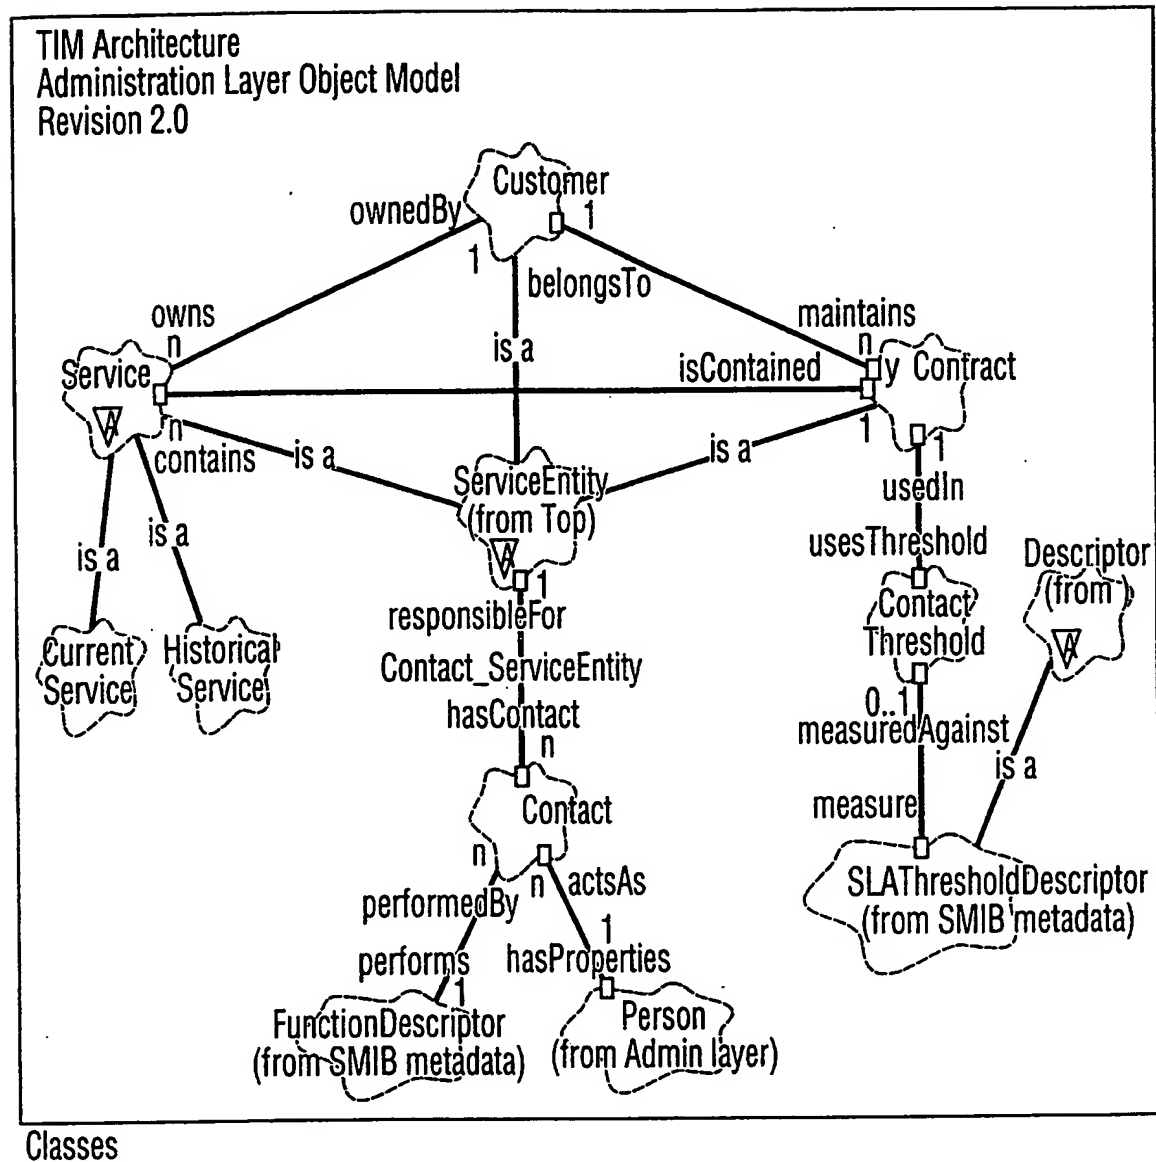 TIM Architecture
Administration Layer Object Model
Revision 2.0
Customer
ownedBy
1
1
belongsTo
owns
n
maintains
n
is a
Service
isContained
y Contract
A
n
contains
is a
is a
1
1
ServiceEntity
(from Top)
A
1
usedIn
is a
is a
usesThreshold
Descriptor
(from )
A
responsibleFor
Contact
Threshold
Current
Service
Historical
Service
Contact_ServiceEntity
hasContact
n
0..1
measuredAgainst
is a
Contact
measure
n
n
actsAs
performedBy
1
SLAThresholdDescriptor
(from SMIB metadata)
performs
1
hasProperties
FunctionDescriptor
(from SMIB metadata)
Person
(from Admin layer)
Classes